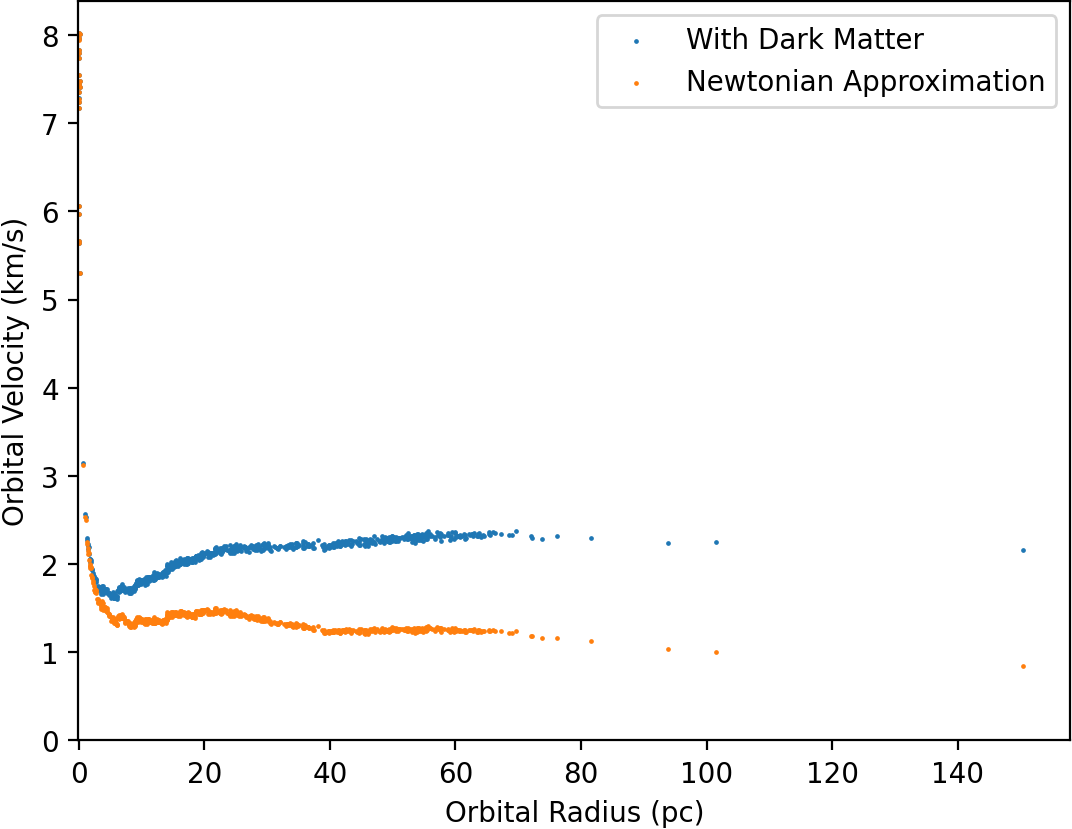 With Dark Matter
Newtonian Approximation
8
7
6
5
4
3
2
1
0
Orbital Velocity (km/s)
0 20 40 60 80 100 120 140
Orbital Radius (pc)